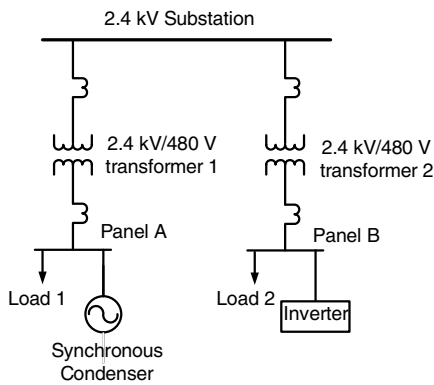 2.4 kV Substation
2.4 kV/480 V
transformer 1
2.4 kV/480 V
transformer 2
Panel A
Panel B
Load 1
Load 2
Inverter
Synchronous
Condenser